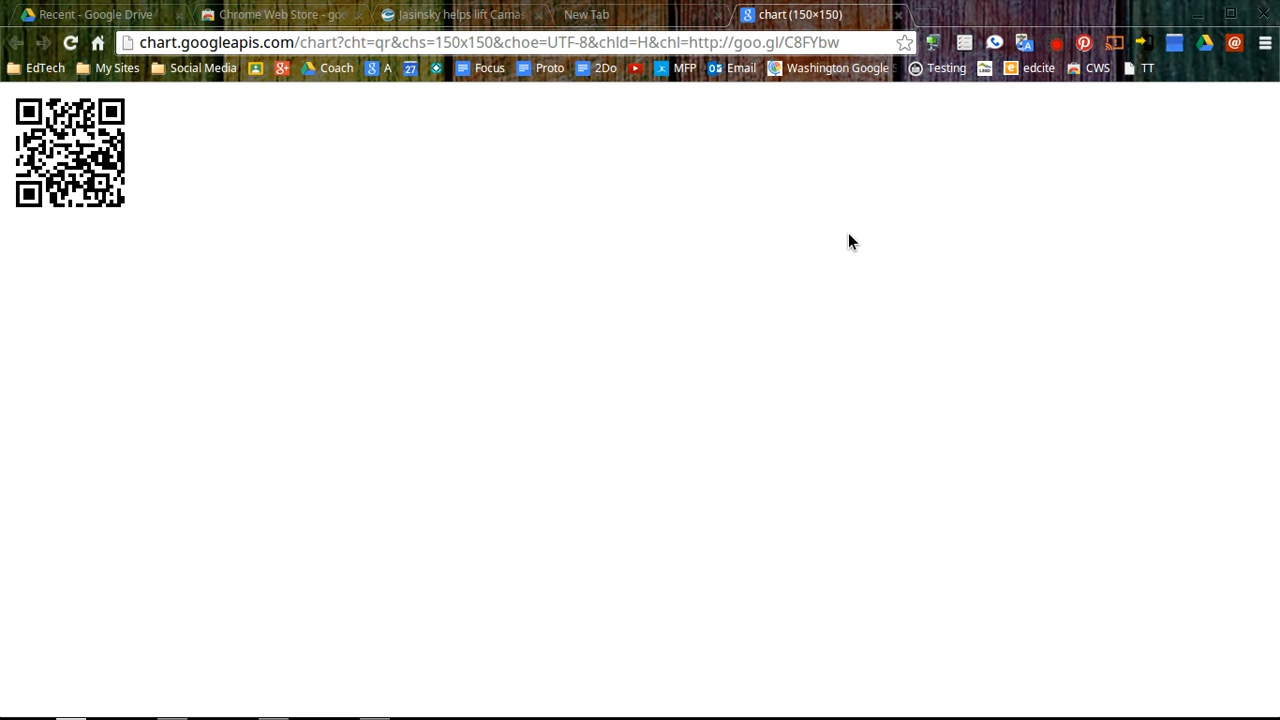 Recent - Google Drive Chrome Web Store - goo Jasinsky helps lift Camas New Tab chart (150×150)
chart.googleapis.com/chart?cht=qr&chs=150x150&choe=UTF-8&chld=H&chl=http://goo.gl/C8FYbw
EdTech My Sites Social Media Coach A 27 Focus Proto 2Do MFP Email Washington Google Testing edcite CWS TT